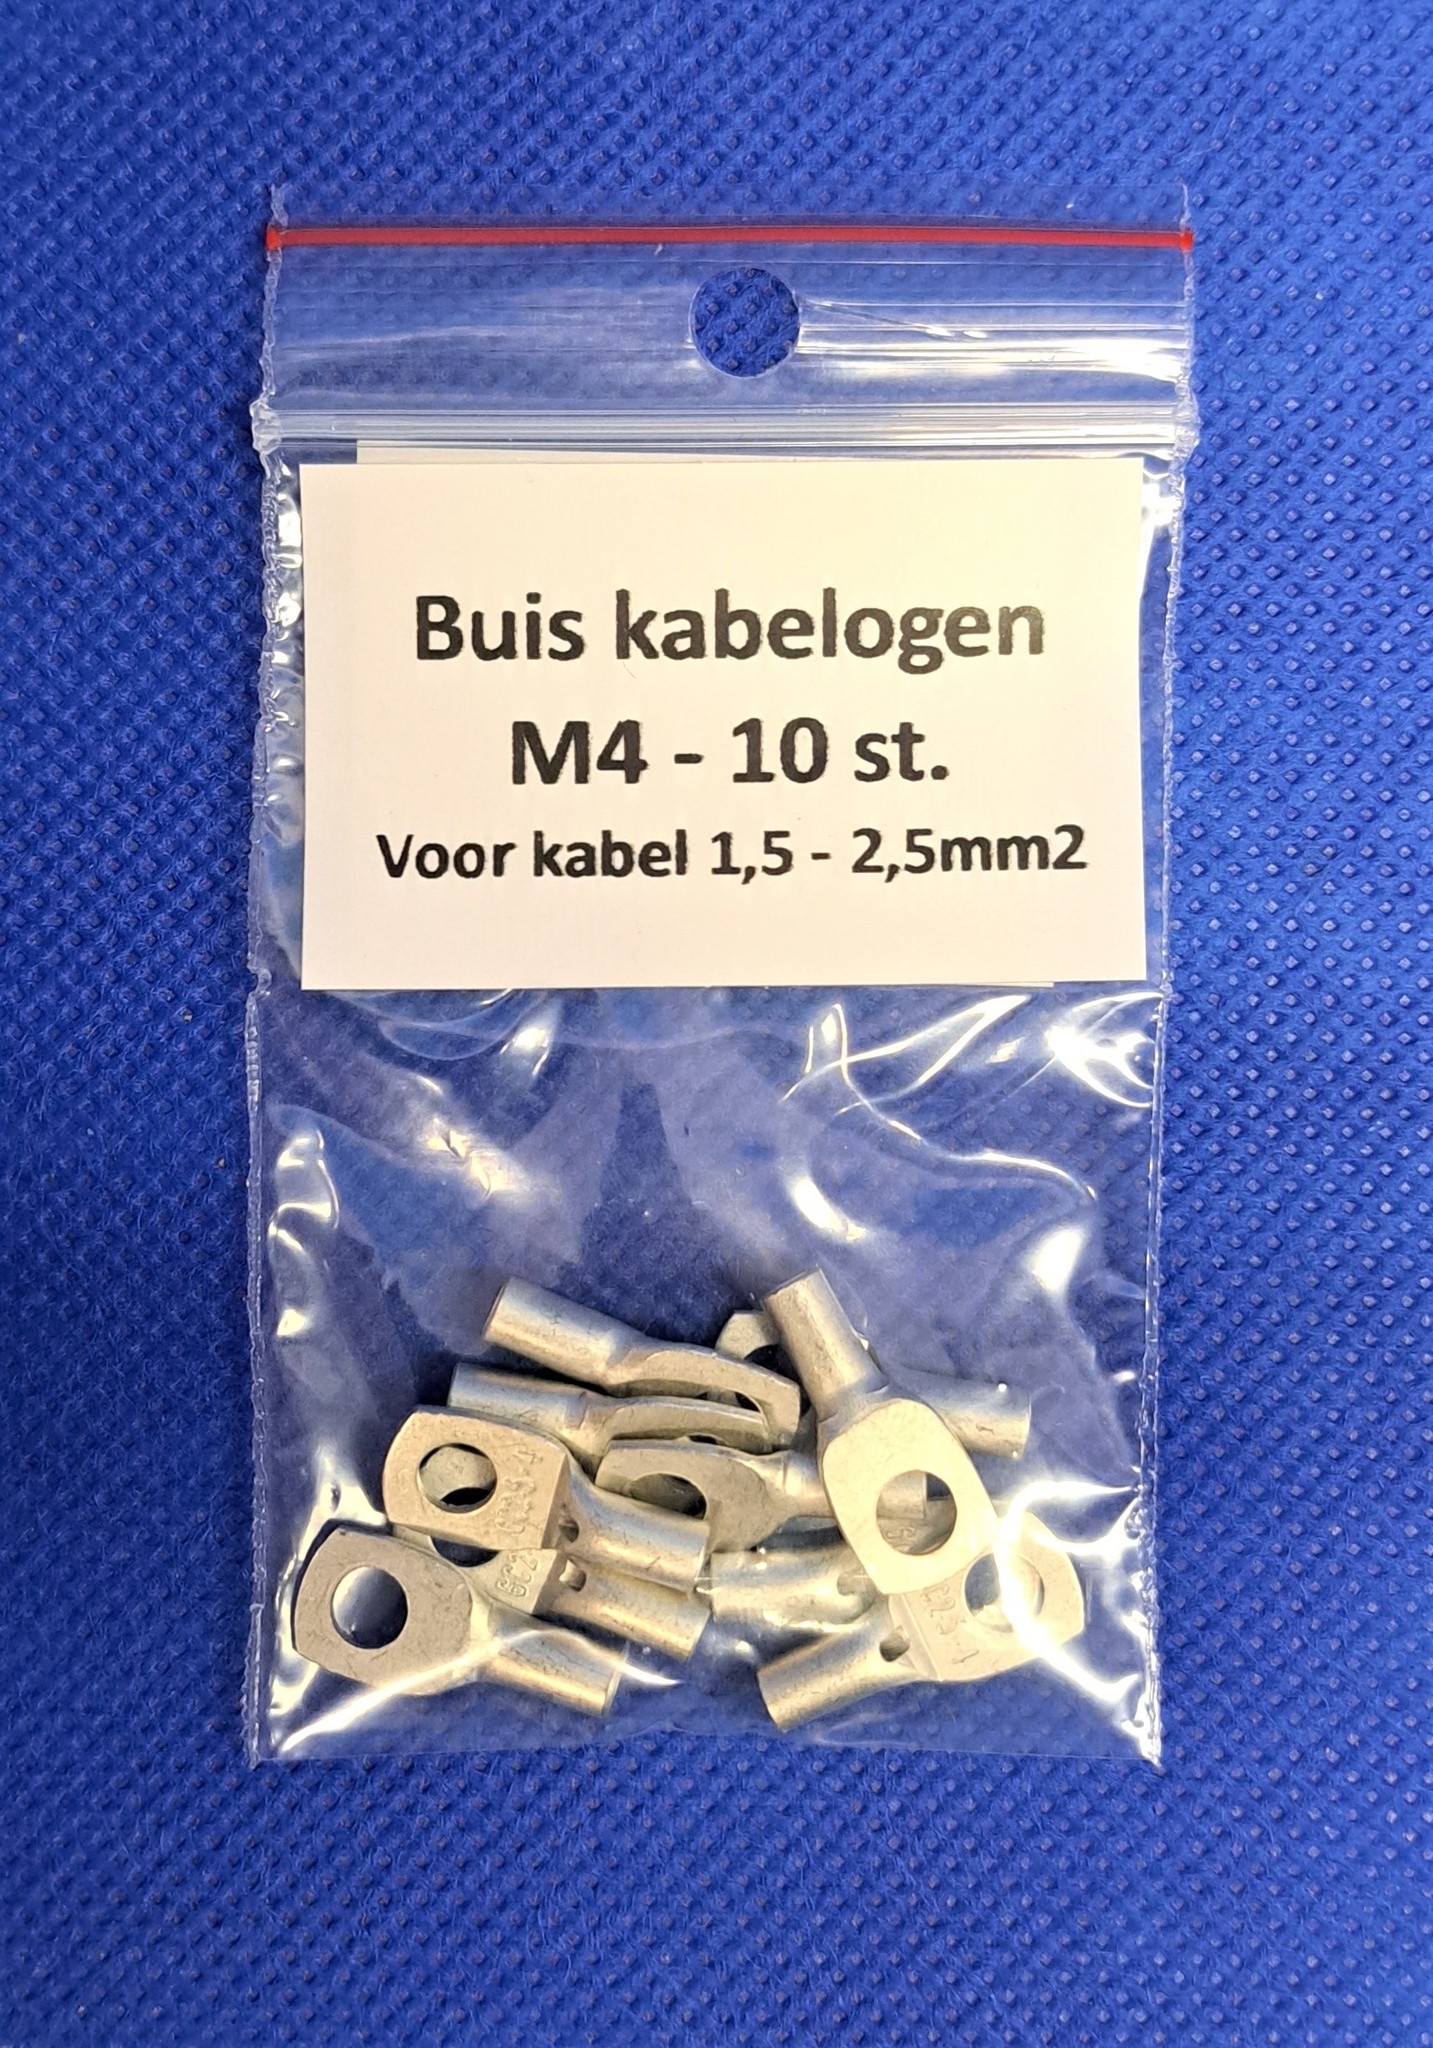 Buis kabelogen
M4 - 10 st.
Voor kabel 1,5 - 2,5mm2